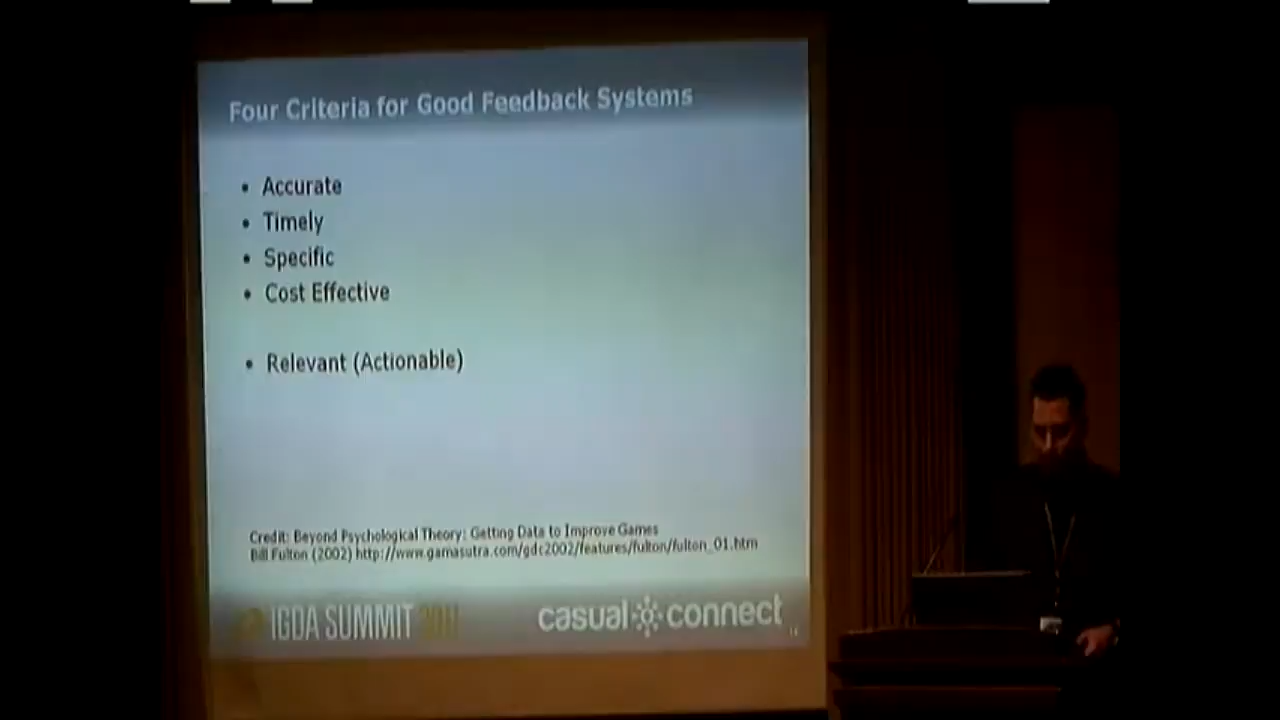 Four Criteria for Good Feedback Systems
• Accurate
• Timely
• Specific
• Cost Effective
• Relevant (Actionable)
Credit: Beyond Psychological Theory: Getting Data to Improve Games
Bill Fulton (2002) http://www.gamasutra.com/gdc2002/features/fulton/fulton_01.htm
IGDA SUMMIT
casual connect